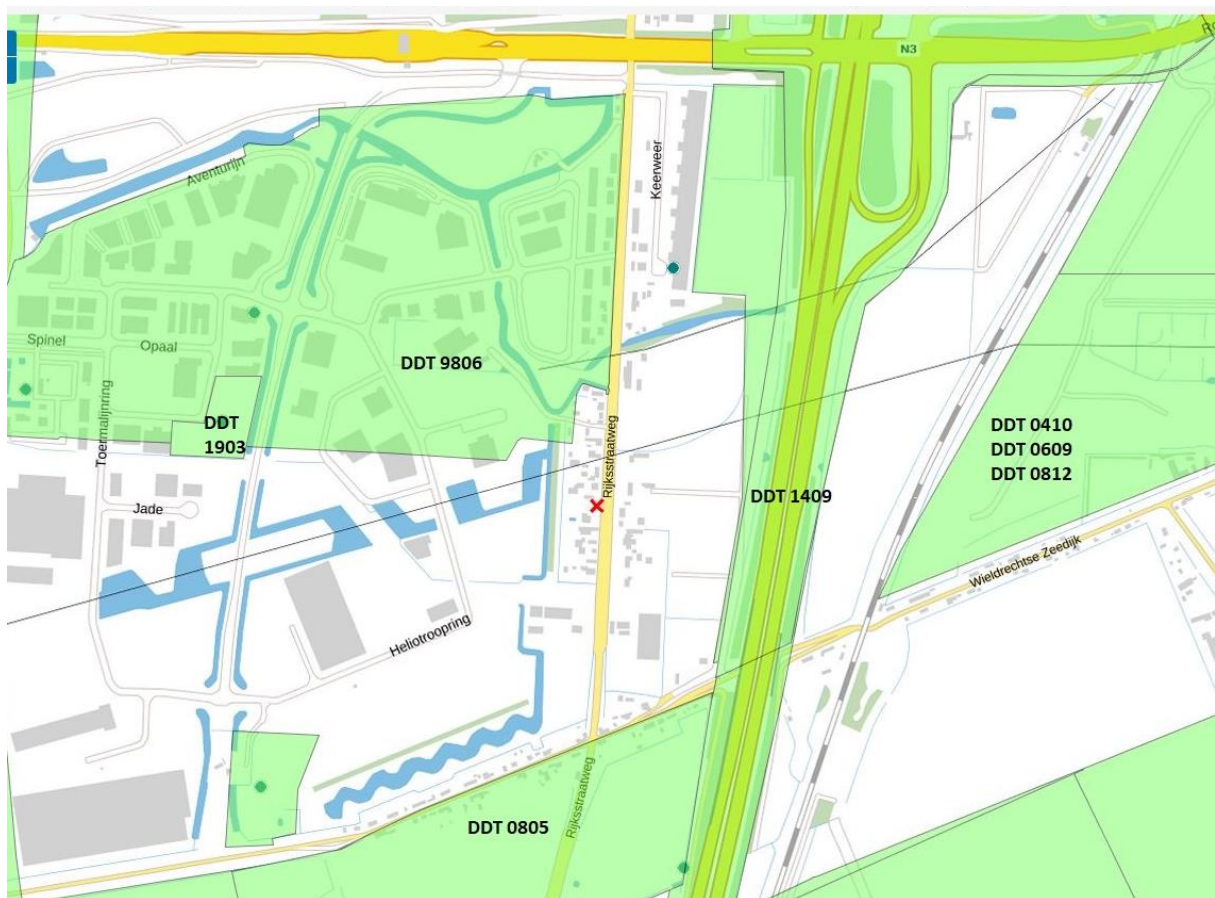 N3
Ro
Aventurijn
Keerweer
Spinel
Opaal
DDT 9806
Toermalijnring
DDT
1903
Rijksstraatweg
DDT 0410
DDT 0609
DDT 0812
DDT 1409
Jade
Wieldrechtse Zeedijk
Heliotroopring
Rijksstraatweg
DDT 0805